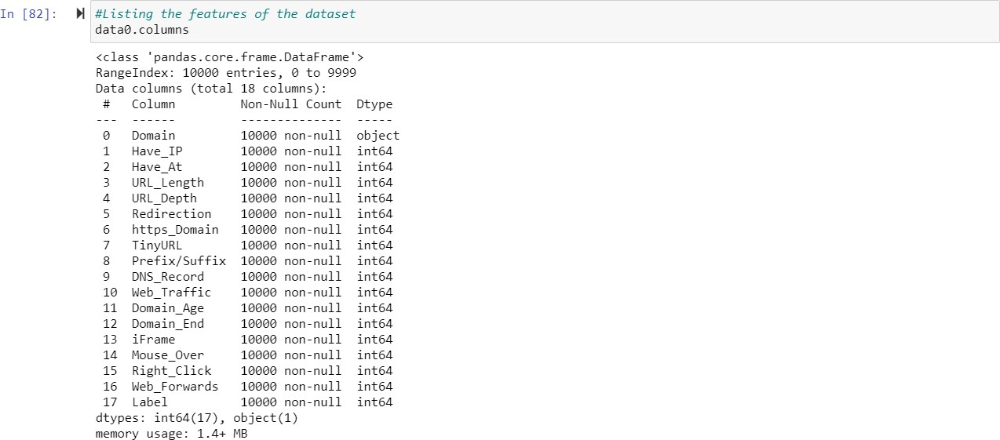 In [82]: #Listing the features of the dataset
data0.columns
<class 'pandas.core.frame.DataFrame'>
RangeIndex: 10000 entries, 0 to 9999
Data columns (total 18 columns):
 #   Column         Non-Null Count  Dtype
---  ------         --------------  -----
 0   Domain         10000 non-null  object
 1   Have_IP        10000 non-null  int64
 2   Have_At        10000 non-null  int64
 3   URL_Length     10000 non-null  int64
 4   URL_Depth      10000 non-null  int64
 5   Redirection    10000 non-null  int64
 6   https_Domain   10000 non-null  int64
 7   TinyURL        10000 non-null  int64
 8   Prefix/Suffix  10000 non-null  int64
 9   DNS_Record     10000 non-null  int64
 10  Web_Traffic    10000 non-null  int64
 11  Domain_Age     10000 non-null  int64
 12  Domain_End     10000 non-null  int64
 13  iFrame         10000 non-null  int64
 14  Mouse_Over     10000 non-null  int64
 15  Right_Click    10000 non-null  int64
 16  Web_Forwards   10000 non-null  int64
 17  Label          10000 non-null  int64
dtypes: int64(17), object(1)
memory usage: 1.4+ MB